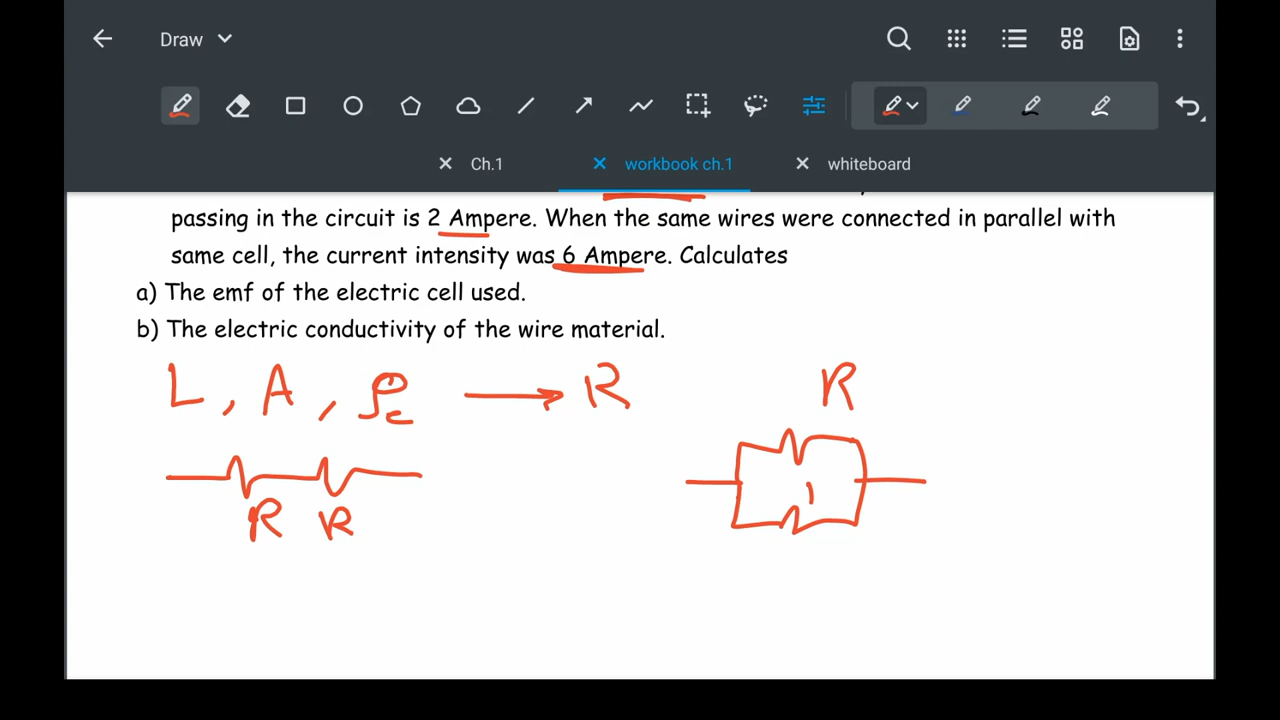 Draw
Ch.1
workbook ch.1
whiteboard
passing in the circuit is 2 Ampere. When the same wires were connected in parallel with
same cell, the current intensity was 6 Ampere. Calculates
a) The emf of the electric cell used.
b) The electric conductivity of the wire material.
L , A , ρe → R
R
R R